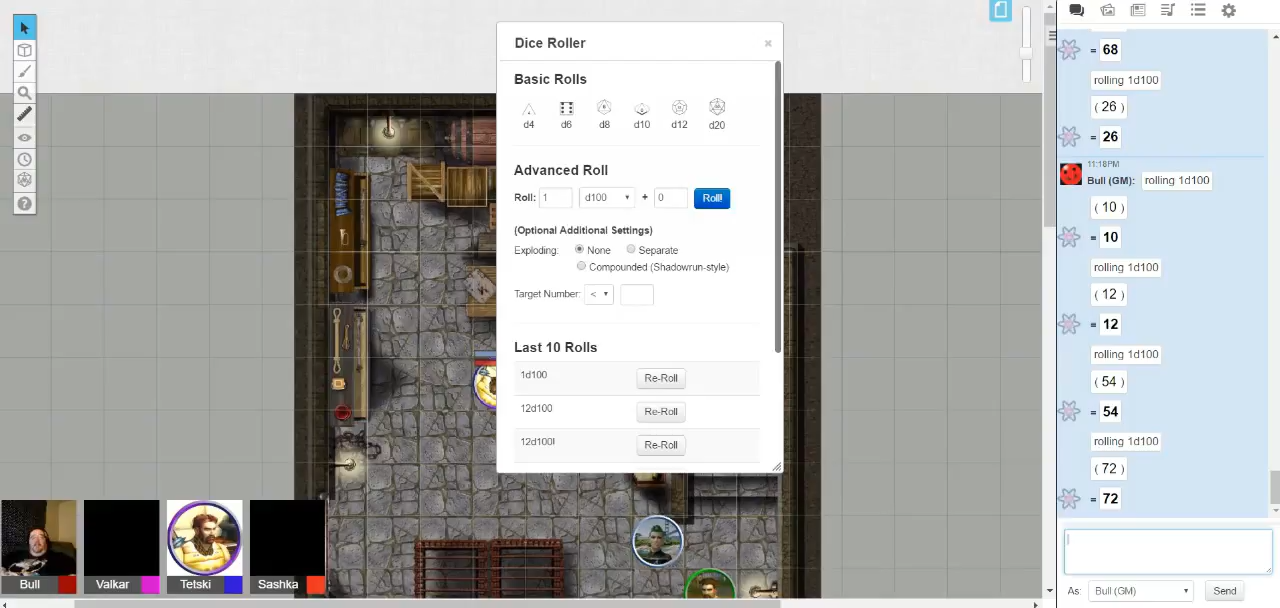 Dice Roller
×
Basic Rolls
d4 d6 d8 d10 d12 d20
Advanced Roll
Roll: 1 d100 + 0 Roll!
(Optional Additional Settings)
Exploding: None Separate
Compounded (Shadowrun-style)
Target Number: <
Last 10 Rolls
1d100 Re-Roll
12d100 Re-Roll
12d100l Re-Roll
Bull Valkar Tetski Sashka
= 68
rolling 1d100
( 26 )
= 26
11:18PM
Bull (GM): rolling 1d100
( 10 )
= 10
rolling 1d100
( 12 )
= 12
rolling 1d100
( 54 )
= 54
rolling 1d100
( 72 )
= 72
As: Bull (GM) Send